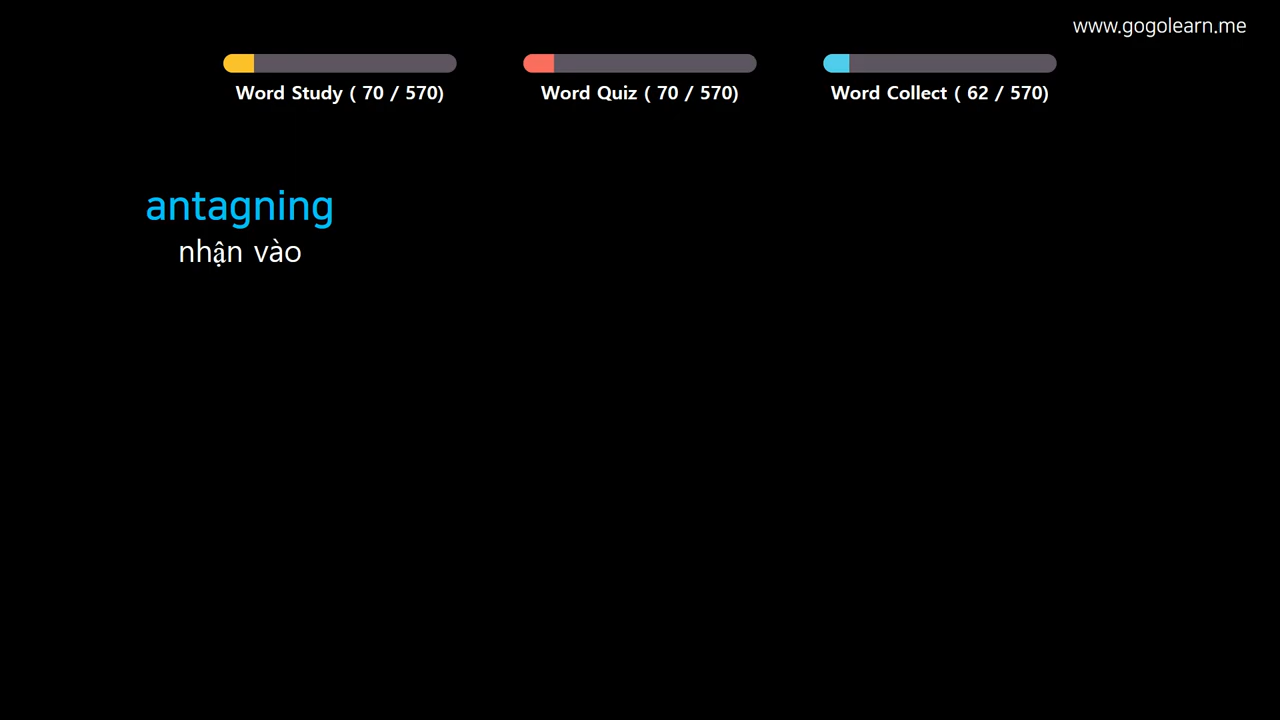 www.gogolearn.me
Word Study ( 70 / 570)
Word Quiz ( 70 / 570)
Word Collect ( 62 / 570)
antagning
nhận vào